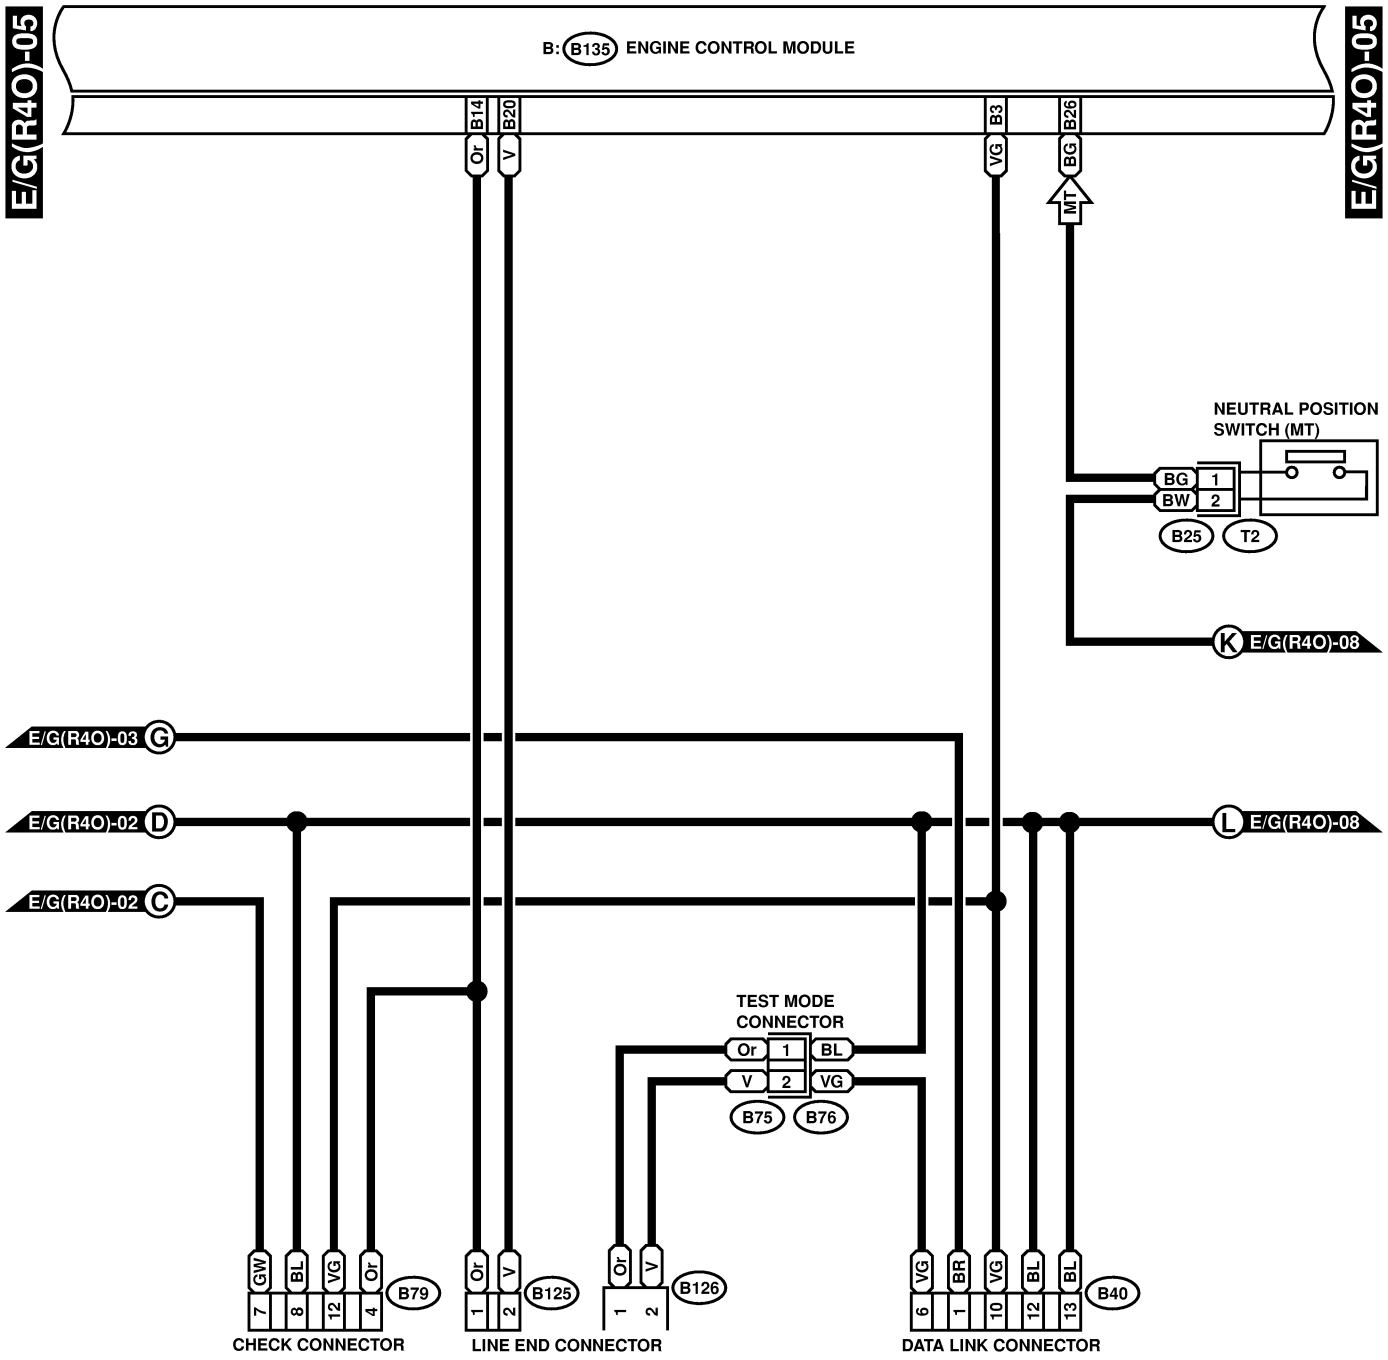 E/G(R4O)-05
B: B135 ENGINE CONTROL MODULE
E/G(R4O)-05
B14 B20 B3 B26
Or V VG BG
MT
NEUTRAL POSITION
SWITCH (MT)
BG 1
BW 2
B25 T2
K E/G(R4O)-08
E/G(R4O)-03 G
E/G(R4O)-02 D
L E/G(R4O)-08
E/G(R4O)-02 C
TEST MODE
CONNECTOR
Or 1 BL
V 2 VG
B75 B76
GW BL VG Or
7 8 12 4
B79
CHECK CONNECTOR
Or V
1 2
B125
Or V
1 2
B126
LINE END CONNECTOR
VG BR VG BL BL
6 1 10 12 13
B40
DATA LINK CONNECTOR